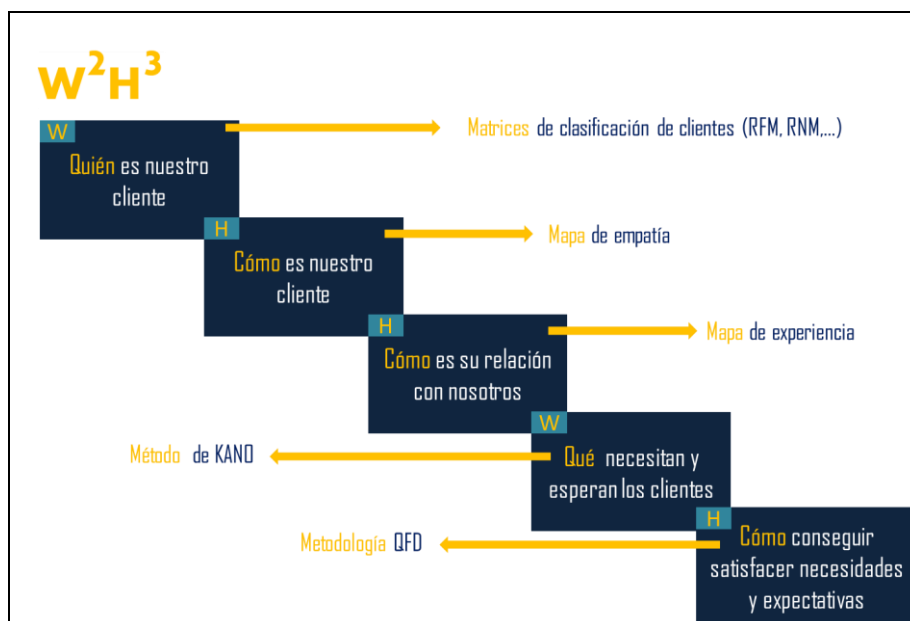 W²H³
W
Quién es nuestro
cliente
Matrices de clasificación de clientes (RFM, RNM,...)
H
Cómo es nuestro
cliente
Mapa de empatía
H
Cómo es su relación
con nosotros
Mapa de experiencia
W
Qué necesitan y
esperan los clientes
Método de KANO
H
Cómo conseguir
satisfacer necesidades
y expectativas
Metodología QFD